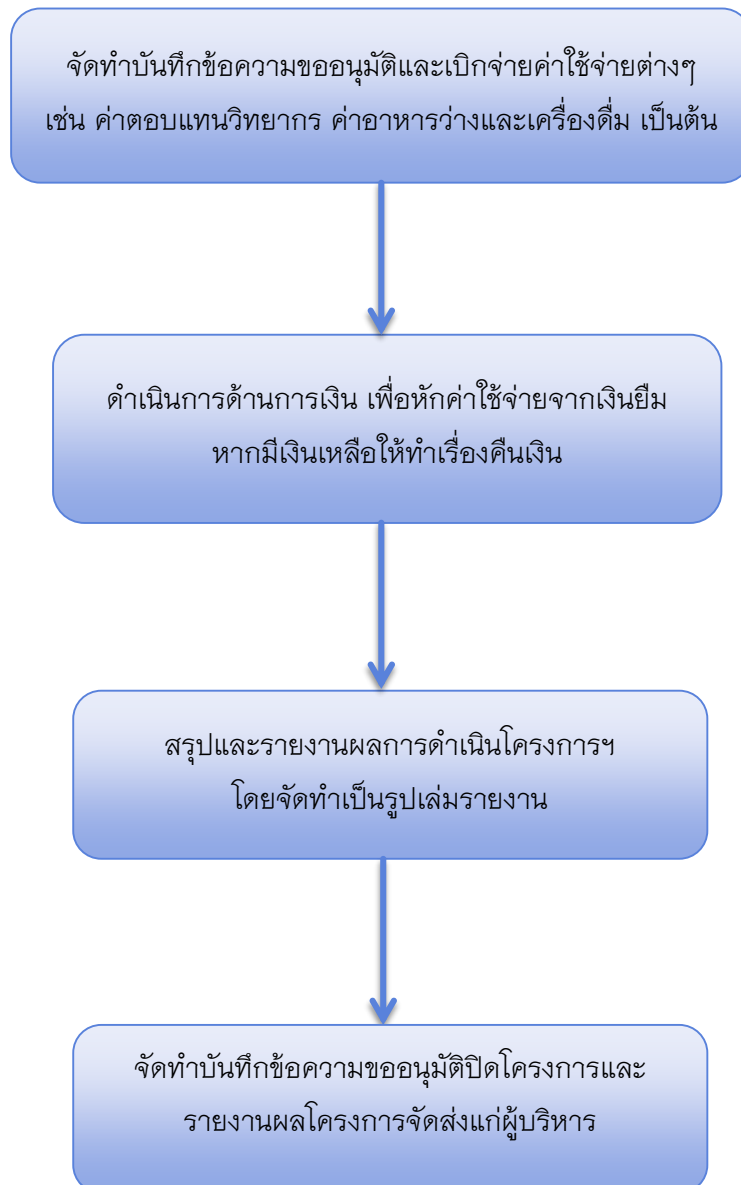 จัดทำบันทึกข้อความขออนุมัติและเบิกจ่ายค่าใช้จ่ายต่างๆ
เช่น ค่าตอบแทนวิทยากร ค่าอาหารว่างและเครื่องดื่ม เป็นต้น
ดำเนินการด้านการเงิน เพื่อหักค่าใช้จ่ายจากเงินยืม
หากมีเงินเหลือให้ทำเรื่องคืนเงิน
สรุปและรายงานผลการดำเนินโครงการฯ
โดยจัดทำเป็นรูปเล่มรายงาน
จัดทำบันทึกข้อความขออนุมัติปิดโครงการและ
รายงานผลโครงการจัดส่งแก่ผู้บริหาร